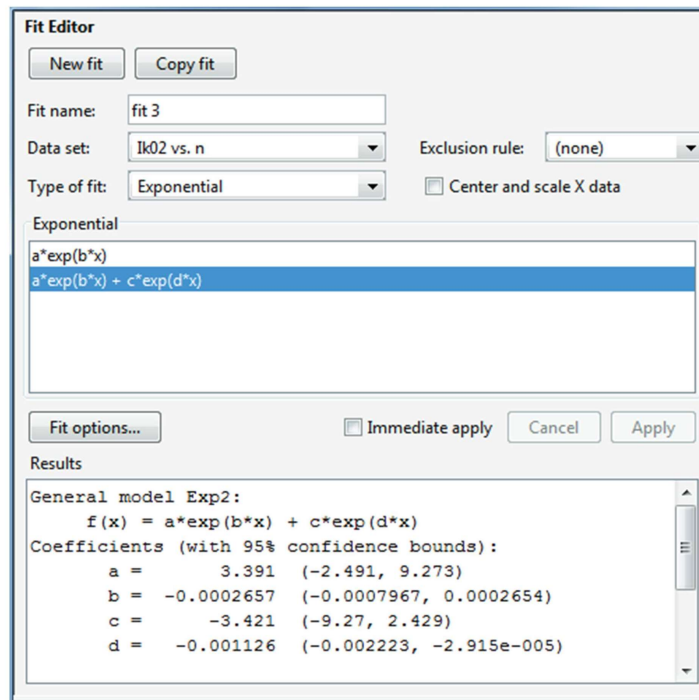 Fit Editor
New fit Copy fit
Fit name: fit 3
Data set: Ik02 vs. n Exclusion rule: (none)
Type of fit: Exponential Center and scale X data
Exponential
a*exp(b*x)
a*exp(b*x) + c*exp(d*x)
Fit options... Immediate apply Cancel Apply
Results
General model Exp2:
f(x) = a*exp(b*x) + c*exp(d*x)
Coefficients (with 95% confidence bounds):
a = 3.391 (-2.491, 9.273)
b = -0.0002657 (-0.0007967, 0.0002654)
c = -3.421 (-9.27, 2.429)
d = -0.001126 (-0.002223, -2.915e-005)